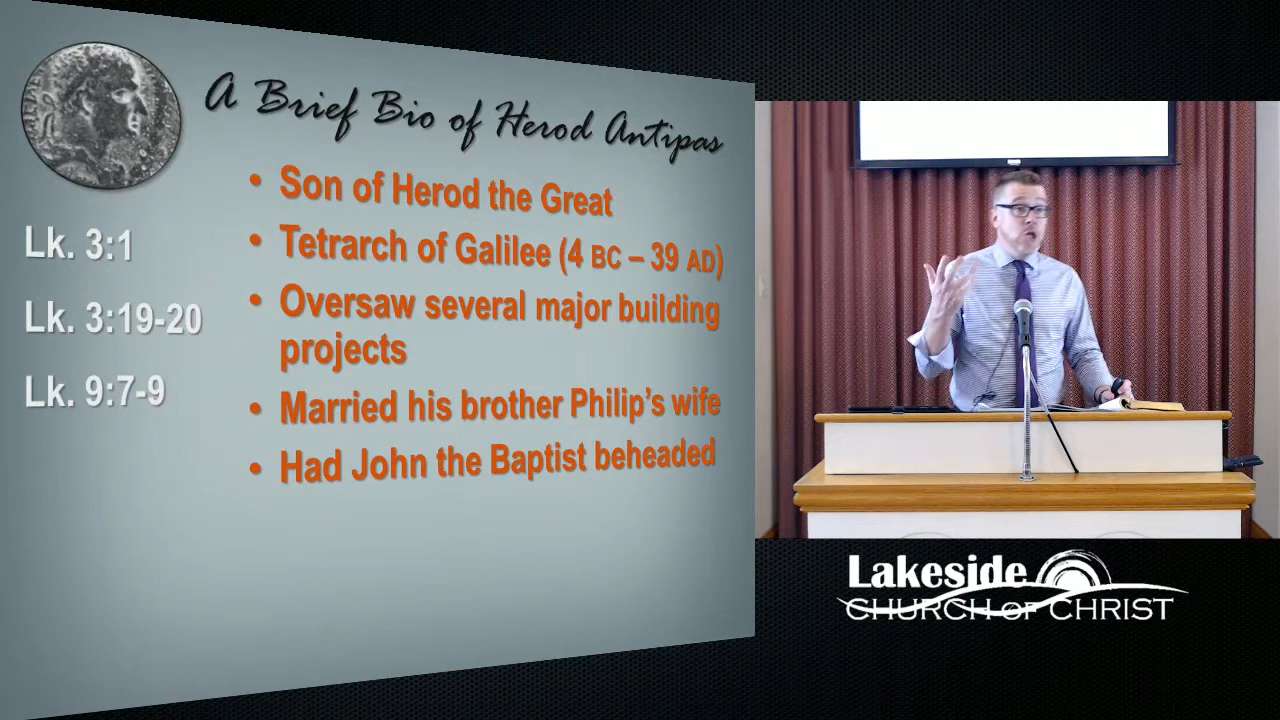 A Brief Bio of Herod Antipas
• Son of Herod the Great
• Tetrarch of Galilee (4 BC – 39 AD)
• Oversaw several major building
projects
• Married his brother Philip's wife
• Had John the Baptist beheaded
Lk. 3:1
Lk. 3:19-20
Lk. 9:7-9
Lakeside
CHURCH OF CHRIST